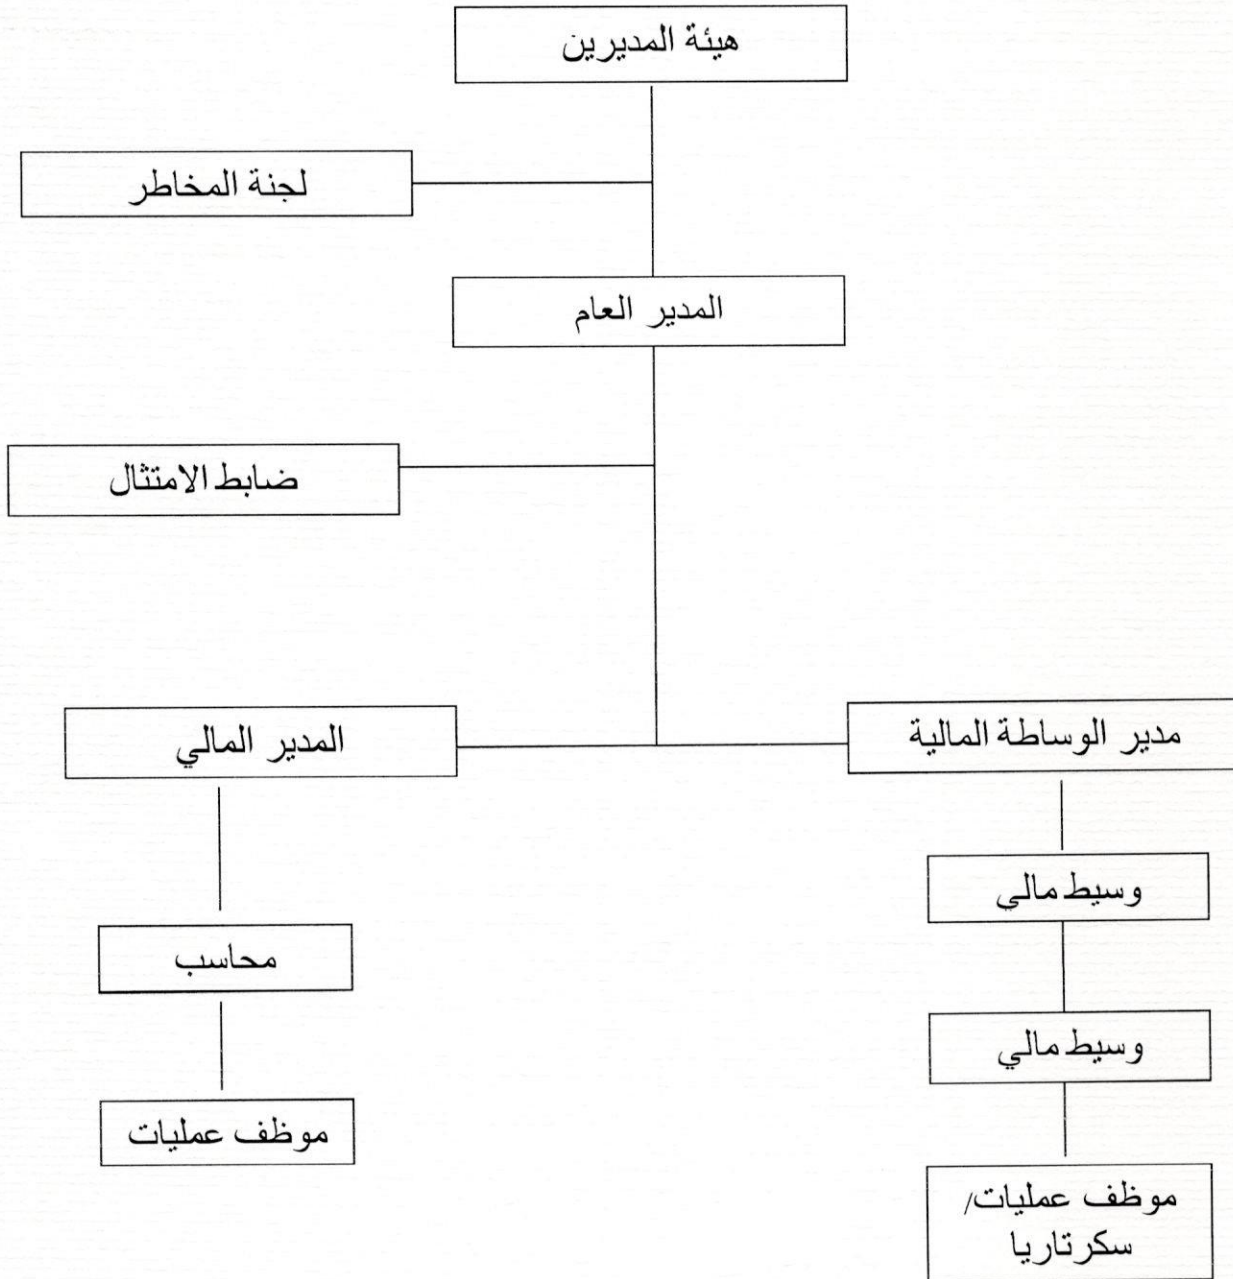 هيئة المديرين
لجنة المخاطر
المدير العام
ضابط الامتثال
مدير الوساطة المالية
المدير المالي
وسيط مالي
محاسب
وسيط مالي
موظف عمليات
موظف عمليات/
سكرتاريا